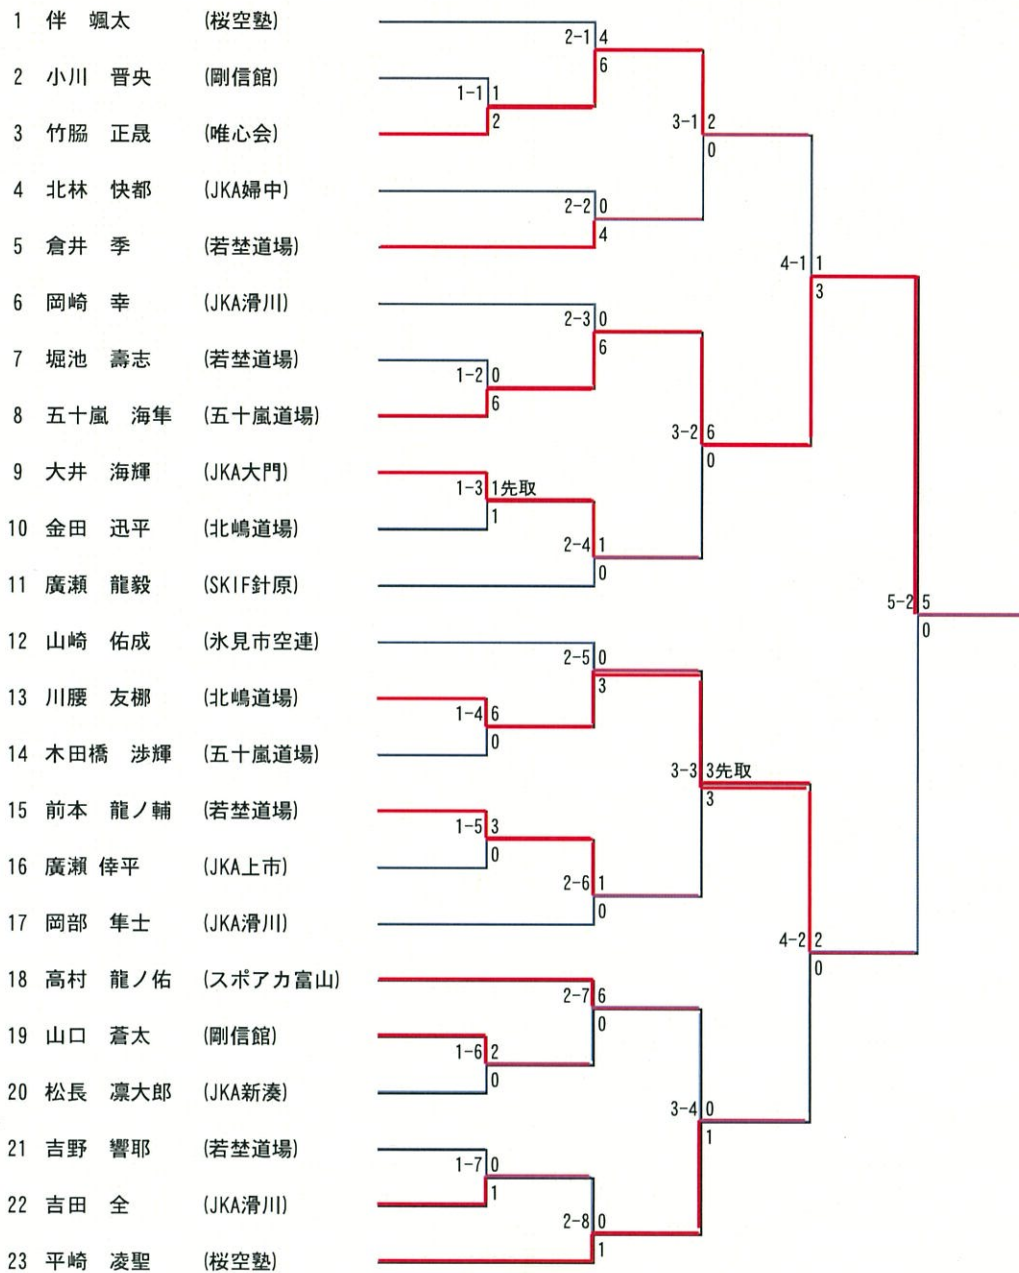 1 伴 颯太 (桜空塾)
2-1 4
6
2 小川 晋央 (剛信館)
1-1 1
2
3 竹脇 正晟 (唯心会)
3-1 2
0
4 北林 快都 (JKA婦中)
2-2 0
4
5 倉井 季 (若埜道場)
4-1 1
3
6 岡崎 幸 (JKA滑川)
2-3 0
6
7 堀池 壽志 (若埜道場)
1-2 0
6
8 五十嵐 海隼 (五十嵐道場)
3-2 6
0
9 大井 海輝 (JKA大門)
1-3 1先取
1
10 金田 迅平 (北嶋道場)
2-4 1
0
11 廣瀬 龍毅 (SKIF針原)
5-2 5
0
12 山崎 佑成 (氷見市空連)
2-5 0
3
13 川腰 友梛 (北嶋道場)
1-4 6
0
14 木田橋 渉輝 (五十嵐道場)
3-3 3先取
3
15 前本 龍ノ輔 (若埜道場)
1-5 3
0
16 廣瀬 倖平 (JKA上市)
2-6 1
0
17 岡部 隼士 (JKA滑川)
4-2 2
0
18 高村 龍ノ佑 (スポアカ富山)
2-7 6
0
19 山口 蒼太 (剛信館)
1-6 2
0
20 松長 凛大郎 (JKA新湊)
3-4 0
1
21 吉野 響耶 (若埜道場)
1-7 0
1
22 吉田 全 (JKA滑川)
2-8 0
1
23 平崎 凌聖 (桜空塾)